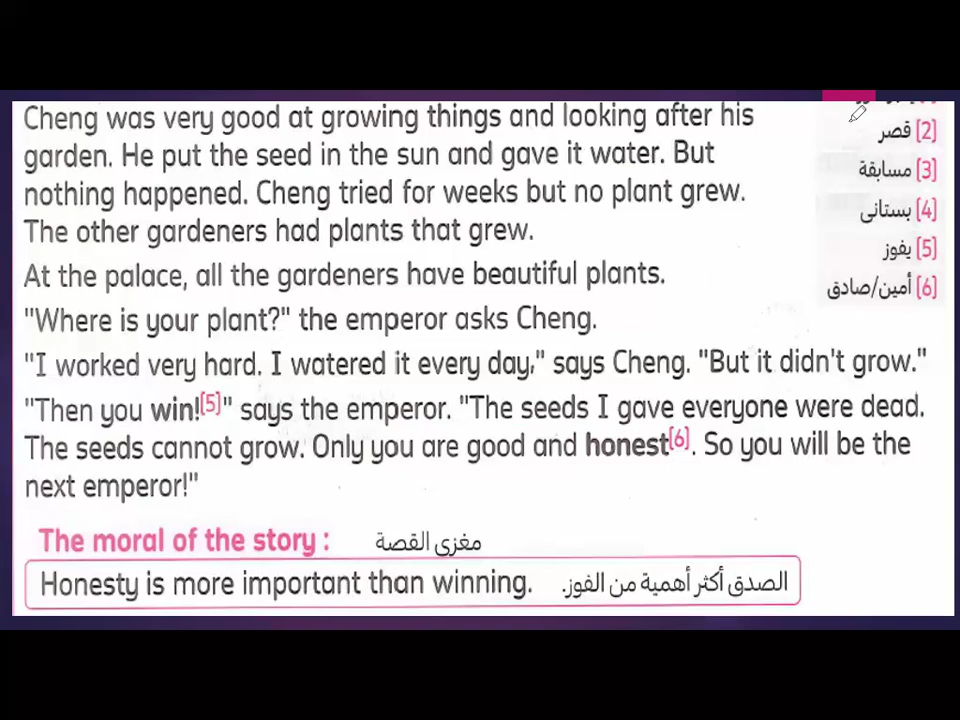 Cheng was very good at growing things and looking after his
garden. He put the seed in the sun and gave it water. But
nothing happened. Cheng tried for weeks but no plant grew.
The other gardeners had plants that grew.
At the palace, all the gardeners have beautiful plants.
"Where is your plant?" the emperor asks Cheng.
"I worked very hard. I watered it every day," says Cheng. "But it didn't grow."
"Then you win![5]" says the emperor. "The seeds I gave everyone were dead.
The seeds cannot grow. Only you are good and honest[6]. So you will be the
next emperor!"
[2] قصر
[3] مسابقة
[4] بستانى
[5] يفوز
[6] أمين/صادق
The moral of the story : مغزى القصة
Honesty is more important than winning. الصدق أكثر أهمية من الفوز.